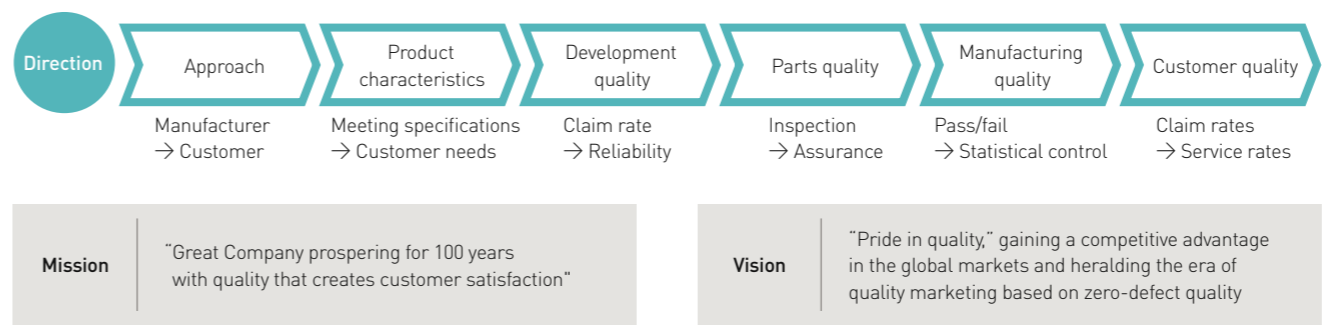 Direction
Approach
Product
characteristics
Development
quality
Parts quality
Manufacturing
quality
Customer quality
Manufacturer
→ Customer
Meeting specifications
→ Customer needs
Claim rate
→ Reliability
Inspection
→ Assurance
Pass/fail
→ Statistical control
Claim rates
→ Service rates
Mission
“Great Company prospering for 100 years
with quality that creates customer satisfaction"
Vision
“Pride in quality,” gaining a competitive advantage
in the global markets and heralding the era of
quality marketing based on zero-defect quality